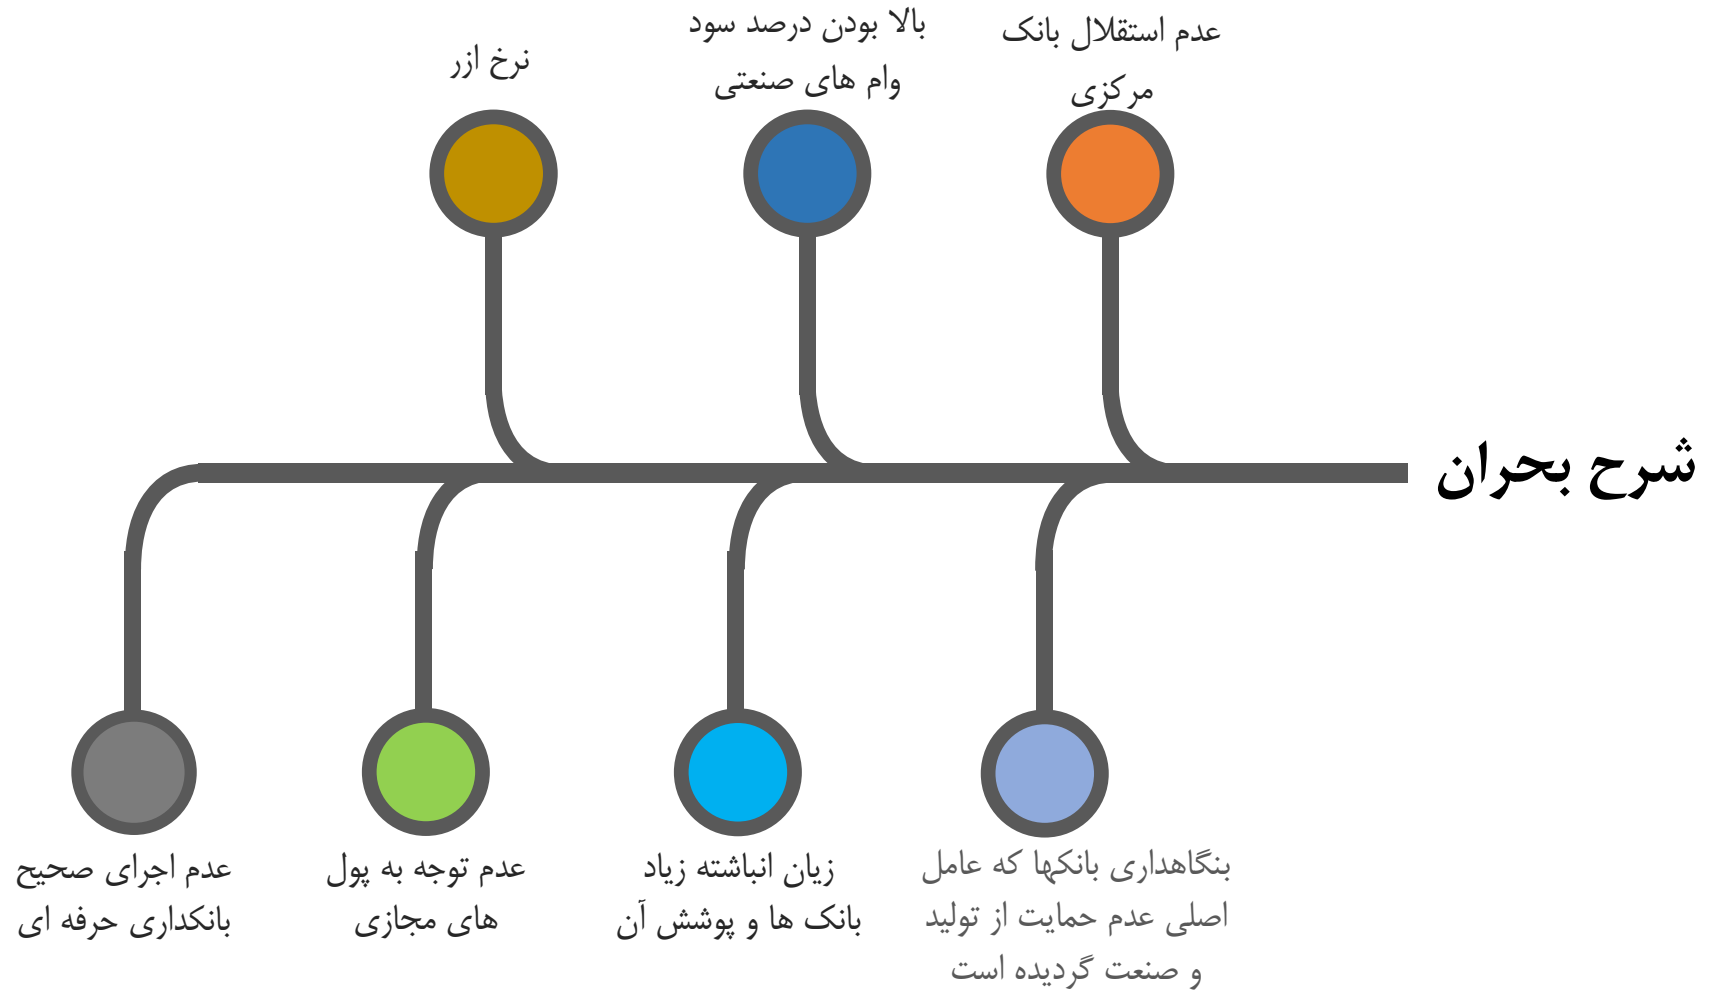 شرح بحران
عدم استقلال بانک
مرکزی
بالا بودن درصد سود
وام های صنعتی
نرخ ازر
بنگاهداری بانکها که عامل
اصلی عدم حمایت از تولید
و صنعت گردیده است
زیان انباشته زیاد
بانک ها و پوشش آن
عدم توجه به پول
های مجازی
عدم اجرای صحیح
بانکداری حرفه ای